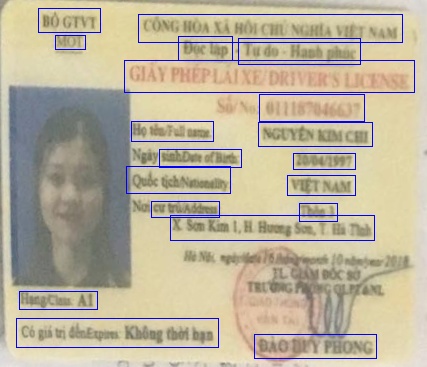 BỘ GTVT
MOT
CỘNG HÒA XÃ HỘI CHỦ NGHĨA VIỆT NAM
Độc lập - Tự do - Hạnh phúc
GIẤY PHÉP LÁI XE/DRIVER'S LICENSE
Số/No: 011187046637
Họ tên/Full name: NGUYỄN KIM CHI
Ngày sinh/Date of Birth: 20/04/1997
Quốc tịch/Nationality: VIỆT NAM
Nơi cư trú/Address: Thôn 3
X. Sơn Kim 1, H. Hương Sơn, T. Hà Tĩnh
Hà Nội, ngày/date 16 tháng/month 10 năm/year 2018
TL. GIÁM ĐỐC SỞ
TRƯỞNG PHÒNG QLPT&NL
Hạng/Class: A1
Có giá trị đến/Expires: Không thời hạn
ĐÀO DUY PHONG